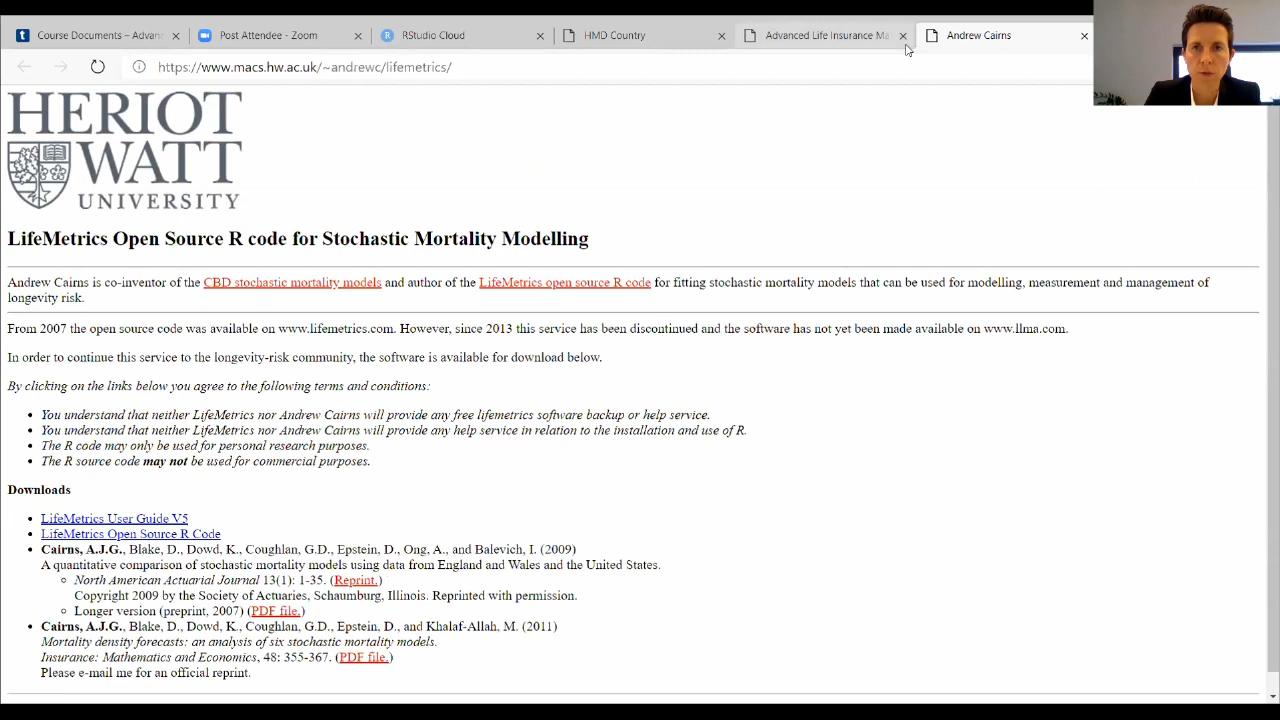 Course Documents – Advan
Post Attendee - Zoom
RStudio Cloud
HMD Country
Advanced Life Insurance Ma
Andrew Cairns
https://www.macs.hw.ac.uk/~andrewc/lifemetrics/
HERIOT
WATT
UNIVERSITY
LifeMetrics Open Source R code for Stochastic Mortality Modelling
Andrew Cairns is co-inventor of the CBD stochastic mortality models and author of the LifeMetrics open source R code for fitting stochastic mortality models that can be used for modelling, measurement and management of
longevity risk.
From 2007 the open source code was available on www.lifemetrics.com. However, since 2013 this service has been discontinued and the software has not yet been made available on www.llma.com.
In order to continue this service to the longevity-risk community, the software is available for download below.
By clicking on the links below you agree to the following terms and conditions:
• You understand that neither LifeMetrics nor Andrew Cairns will provide any free lifemetrics software backup or help service.
• You understand that neither LifeMetrics nor Andrew Cairns will provide any help service in relation to the installation and use of R.
• The R code may only be used for personal research purposes.
• The R source code may not be used for commercial purposes.
Downloads
• LifeMetrics User Guide V5
• LifeMetrics Open Source R Code
• Cairns, A.J.G., Blake, D., Dowd, K., Coughlan, G.D., Epstein, D., Ong, A., and Balevich, I. (2009)
A quantitative comparison of stochastic mortality models using data from England and Wales and the United States.
◦ North American Actuarial Journal 13(1): 1-35. (Reprint.)
Copyright 2009 by the Society of Actuaries, Schaumburg, Illinois. Reprinted with permission.
◦ Longer version (preprint, 2007) (PDF file.)
• Cairns, A.J.G., Blake, D., Dowd, K., Coughlan, G.D., Epstein, D., and Khalaf-Allah, M. (2011)
Mortality density forecasts: an analysis of six stochastic mortality models.
Insurance: Mathematics and Economics, 48: 355-367. (PDF file.)
Please e-mail me for an official reprint.